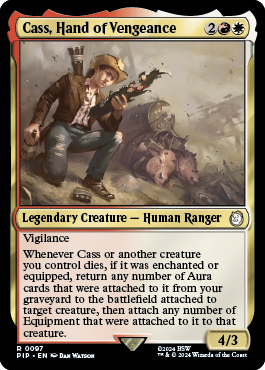 Cass, Hand of Vengeance 2
Legendary Creature — Human Ranger
Vigilance
Whenever Cass or another creature
you control dies, if it was enchanted or
equipped, return any number of Aura
cards that were attached to it from your
graveyard to the battlefield attached to
target creature, then attach any number of
Equipment that were attached to it to that
creature.
4/3
R 0097 ©2024 BSW
PIP • EN Dan Watson ™ & © 2024 Wizards of the Coast